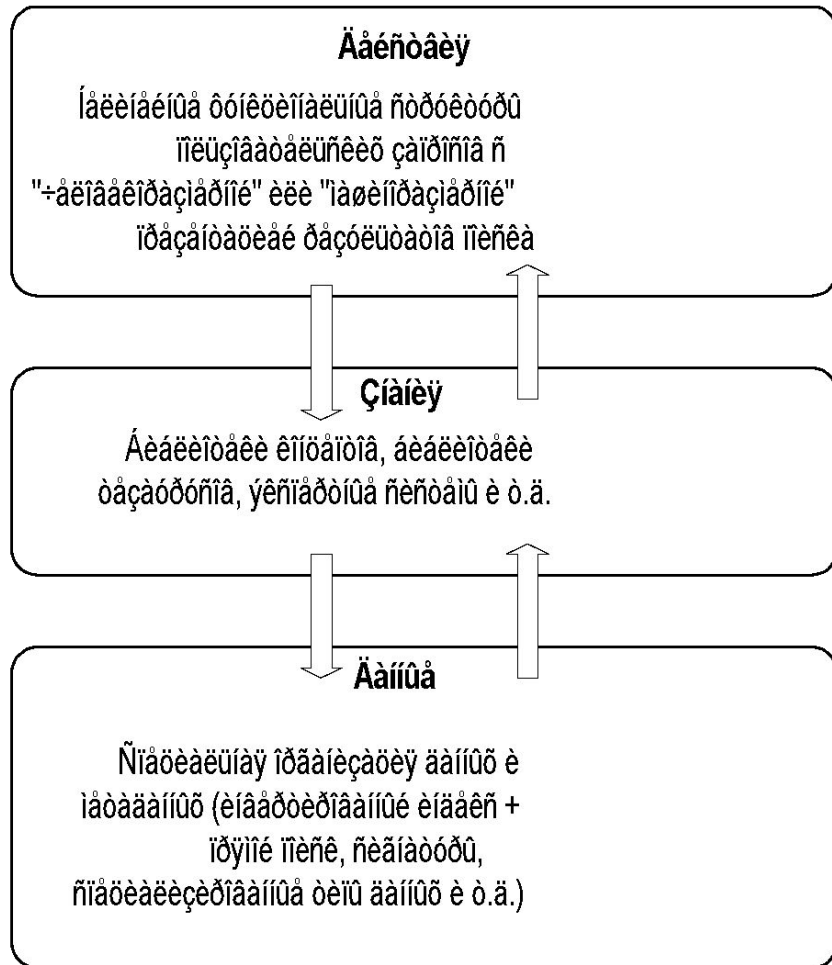 Äåéñòâèÿ
Íåëèíåéíûå ôóíêöèîíàëüíûå ñòðóêòóðû
ïîëüçîâàòåëüñêèõ çàïðîñîâ ñ
"÷åëîâåêîðàçìåðíîé" èëè "ìàøèíîðàçìåðíîé"
ïðåçåíòàöèåé ðåçóëüòàòîâ ïîèñêà
Çíàíèÿ
Áèáëèîòåêè êîíöåïòîâ, áèáëèîòåêè
òåçàóðóñîâ, ýêñïåðòíûå ñèñòåìû è ò.ä.
Äàííûå
Ñïåöèàëüíàÿ îðãàíèçàöèÿ äàííûõ è
ìåòàäàííûõ (èíâåðòèðîâàííûé èíäåêñ +
ïðÿìîé ïîèñê, ñèãíàòóðû,
ñïåöèàëèçèðîâàííûå òèïû äàííûõ è ò.ä.)